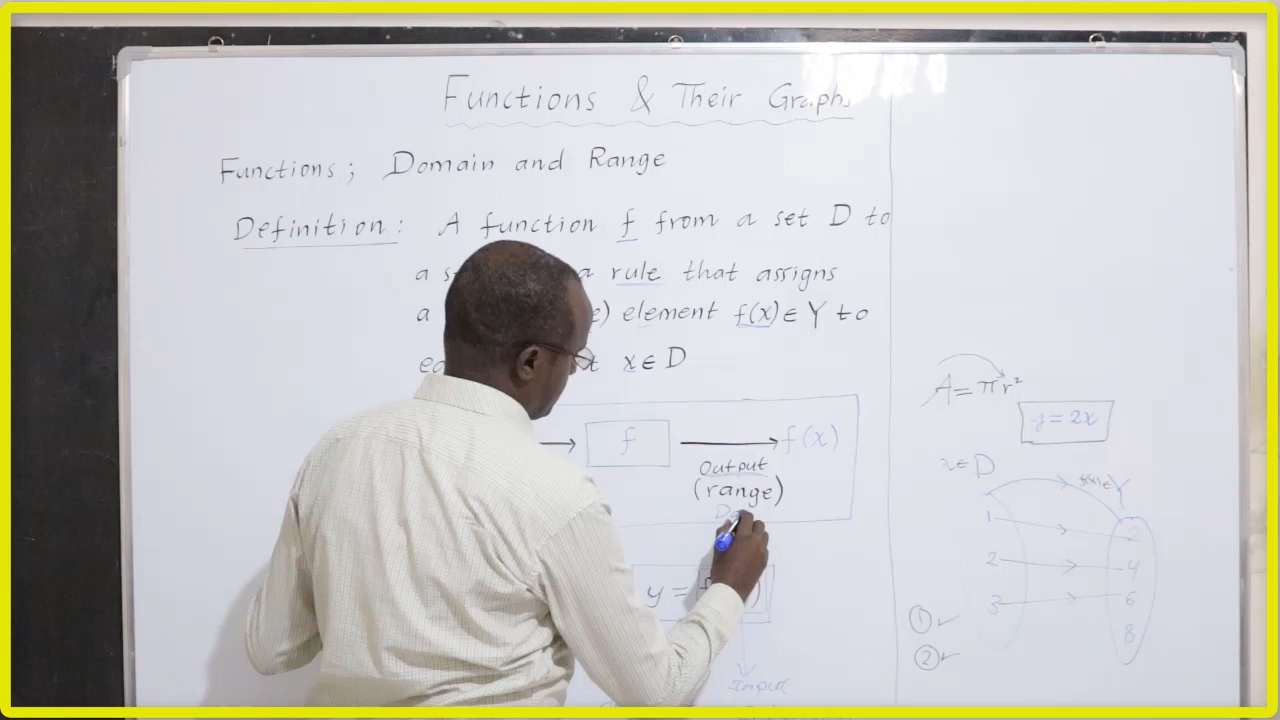 Functions & Their Graphs
Functions; Domain and Range
Definition: A function f from a set D to
a rule that assigns
a element f(x) ∈ Y to
x ∈ D
f f(x)
Output
(range)
y =
Input
A = πr²
y = 2x
x ∈ D
Y
1 2
2 4
3 6
8
① ✓
② ✓